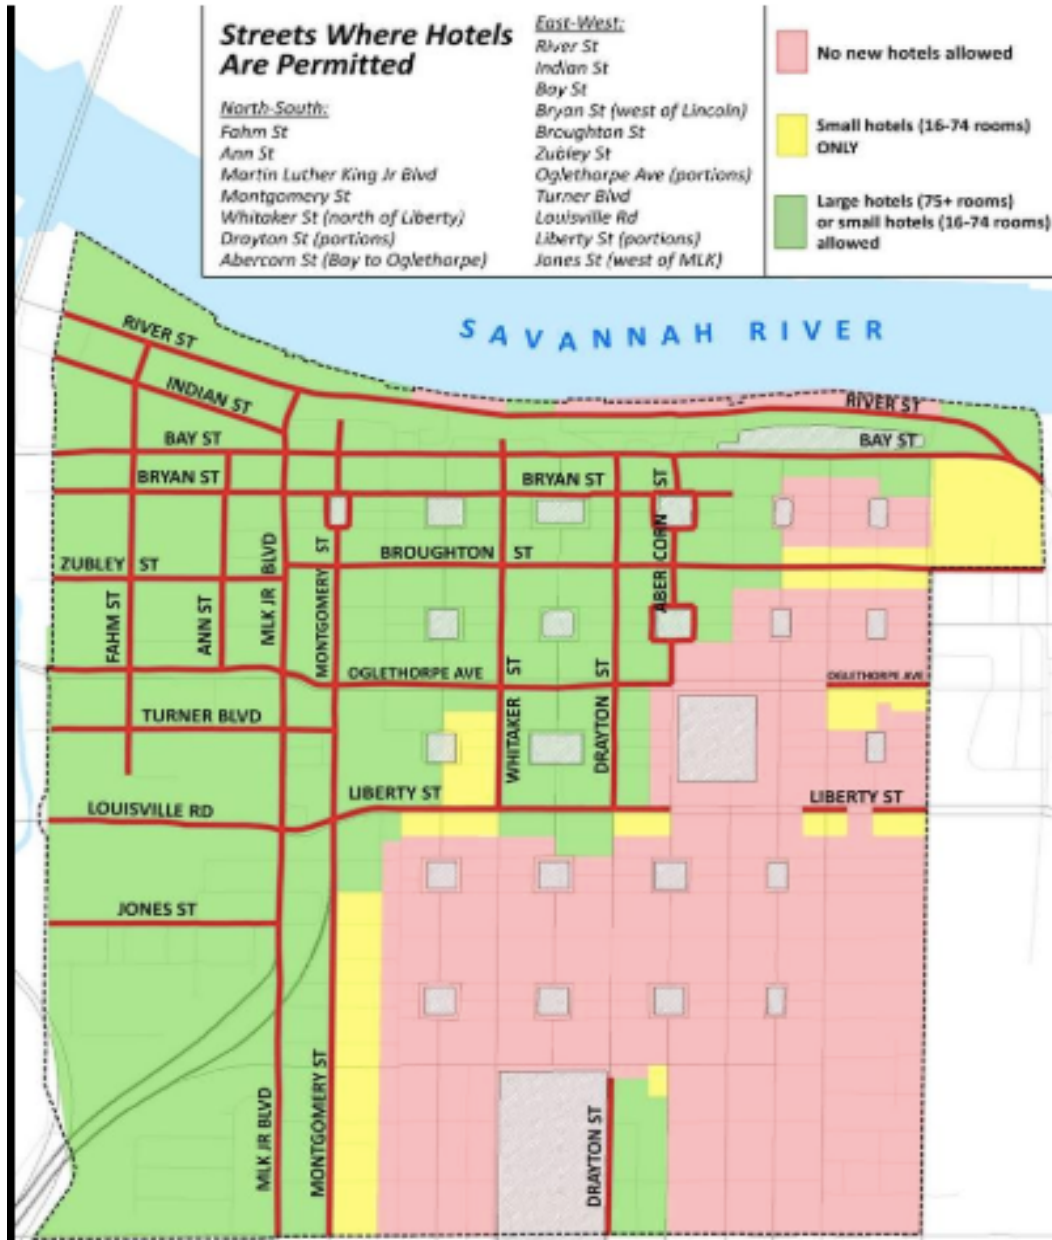 Streets Where Hotels
Are Permitted
North-South:
Fahm St
Ann St
Martin Luther King Jr Blvd
Montgomery St
Whitaker St (north of Liberty)
Drayton St (portions)
Abercorn St (Bay to Oglethorpe)
East-West:
River St
Indian St
Bay St
Bryan St (west of Lincoln)
Broughton St
Zubley St
Oglethorpe Ave (portions)
Turner Blvd
Louisville Rd
Liberty St (portions)
Jones St (west of MLK)
No new hotels allowed
Small hotels (16-74 rooms)
ONLY
Large hotels (75+ rooms)
or small hotels (16-74 rooms)
allowed
SAVANNAH RIVER
RIVER ST
INDIAN ST
RIVER ST
BAY ST
BAY ST
BRYAN ST
BRYAN ST
ABERCORN ST
BROUGHTON ST
ZUBLEY ST
MLK JR BLVD
MONTGOMERY ST
FAHM ST
ANN ST
OGLETHORPE AVE
OGLETHORPE AVE
WHITAKER ST
DRAYTON ST
TURNER BLVD
LIBERTY ST
LIBERTY ST
LOUISVILLE RD
JONES ST
MLK JR BLVD
MONTGOMERY ST
DRAYTON ST